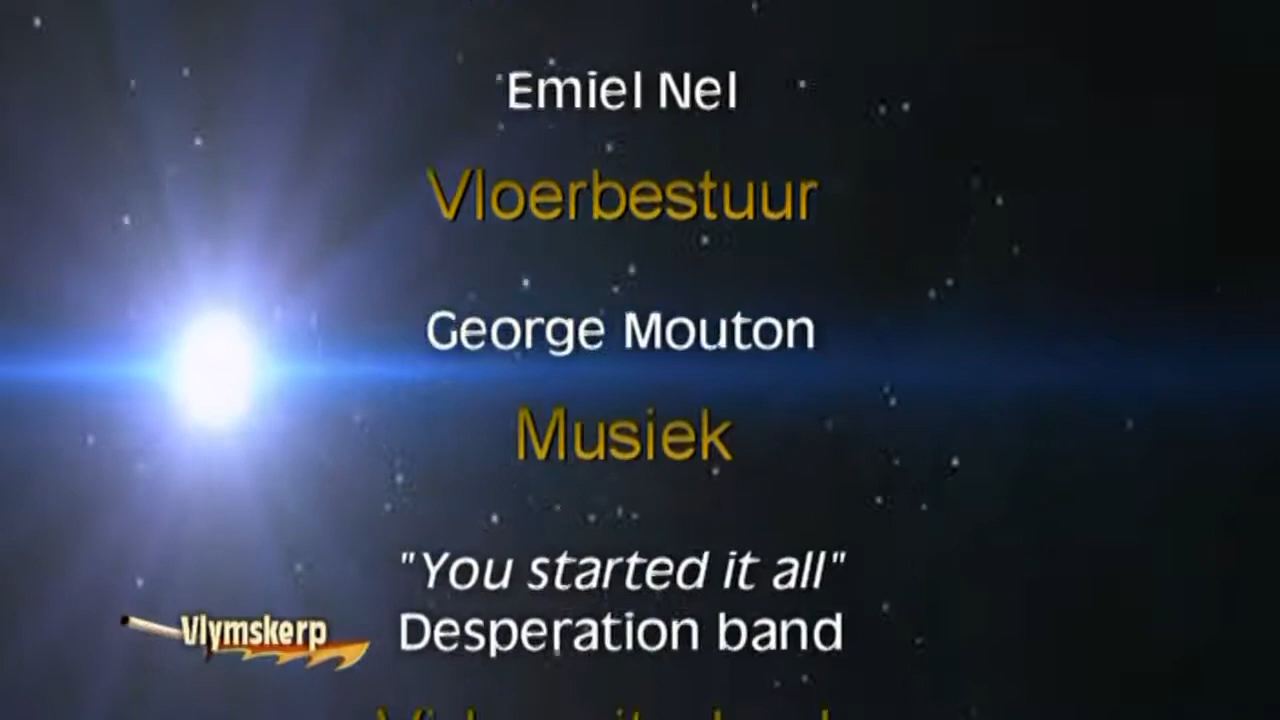 Emiel Nel
Vloerbestuur
George Mouton
Musiek
"You started it all"
Vlymskerp
Desperation band